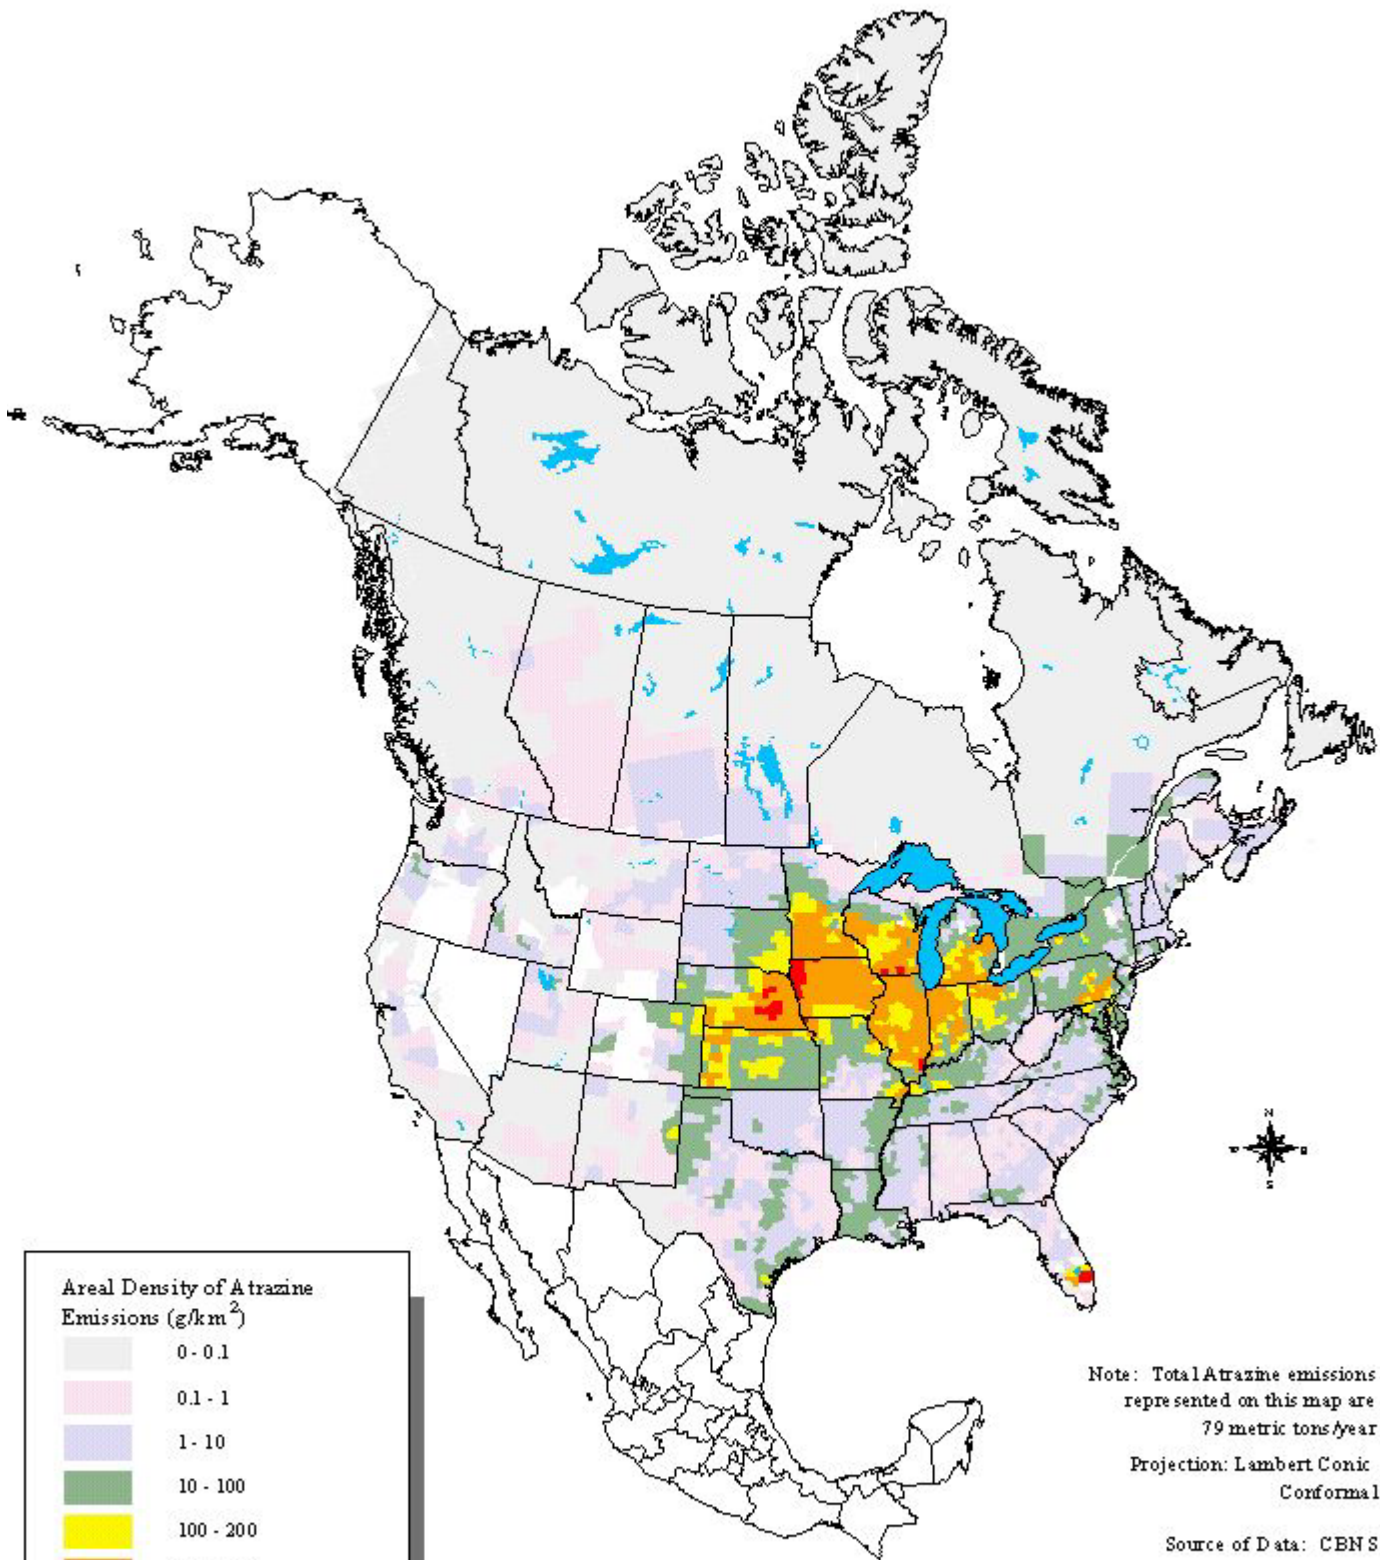 N
S
Areal Density of Atrazine
Emissions (g/km²)
0 - 0.1
0.1 - 1
1 - 10
10 - 100
100 - 200
Note: Total Atrazine emissions
represented on this map are
79 metric tons/year
Projection: Lambert Conic
Conformal
Source of Data: CBNS